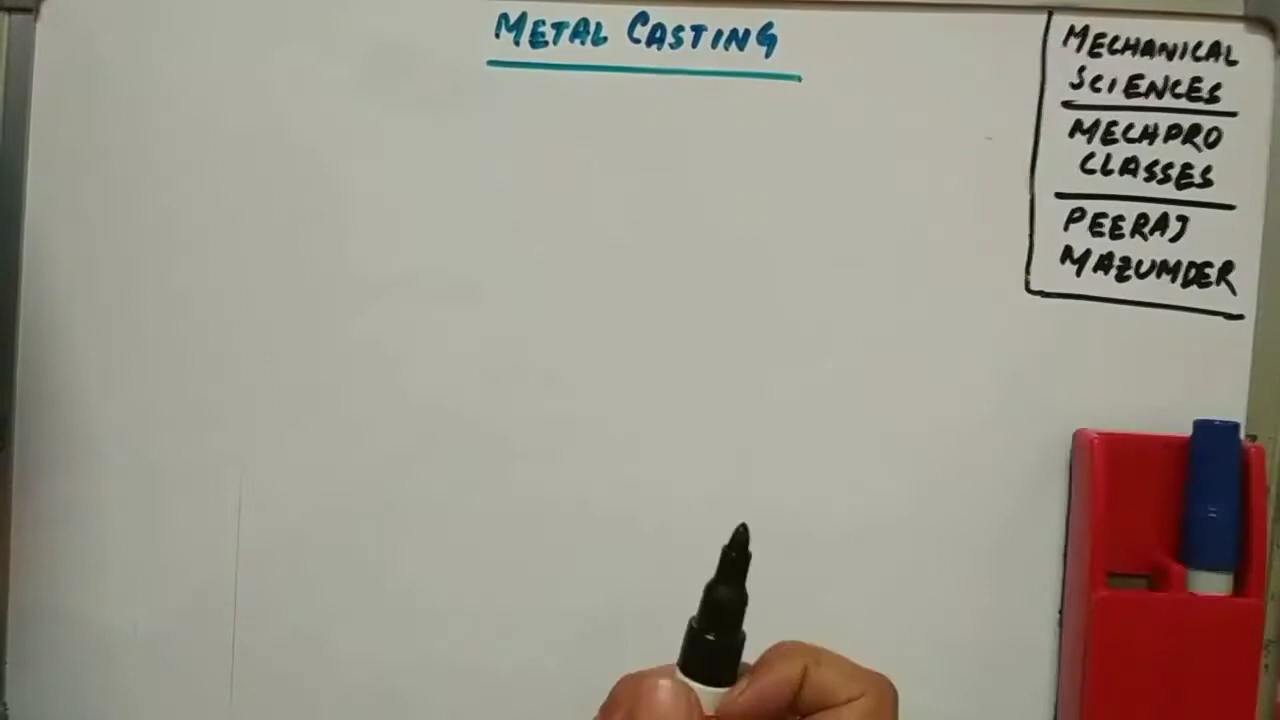 METAL CASTING
MECHANICAL
SCIENCES
MECHPRO
CLASSES
PEERAJ
MAZUMDER